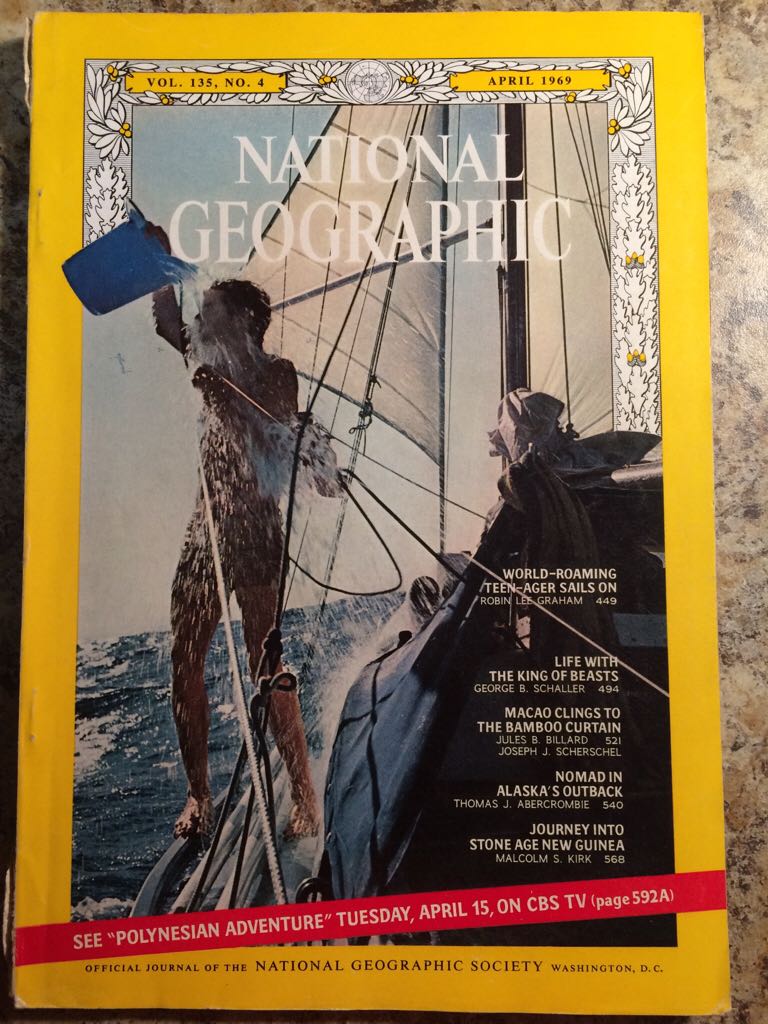 VOL. 135, NO. 4
APRIL 1969
NATIONAL
GEOGRAPHIC
WORLD-ROAMING
TEEN-AGER SAILS ON
ROBIN LEE GRAHAM 449
LIFE WITH
THE KING OF BEASTS
GEORGE B. SCHALLER 494
MACAO CLINGS TO
THE BAMBOO CURTAIN
JULES B. BILLARD 521
JOSEPH J. SCHERSCHEL
NOMAD IN
ALASKA'S OUTBACK
THOMAS J. ABERCROMBIE 540
JOURNEY INTO
STONE AGE NEW GUINEA
MALCOLM S. KIRK 568
SEE "POLYNESIAN ADVENTURE" TUESDAY, APRIL 15, ON CBS TV (page 592A)
OFFICIAL JOURNAL OF THE NATIONAL GEOGRAPHIC SOCIETY WASHINGTON, D.C.